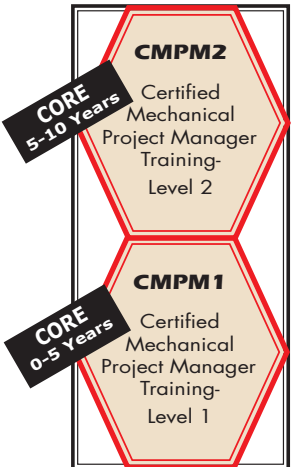 CMPM2
CORE
5-10 Years
Certified
Mechanical
Project Manager
Training-
Level 2
CMPM1
CORE
0-5 Years
Certified
Mechanical
Project Manager
Training-
Level 1